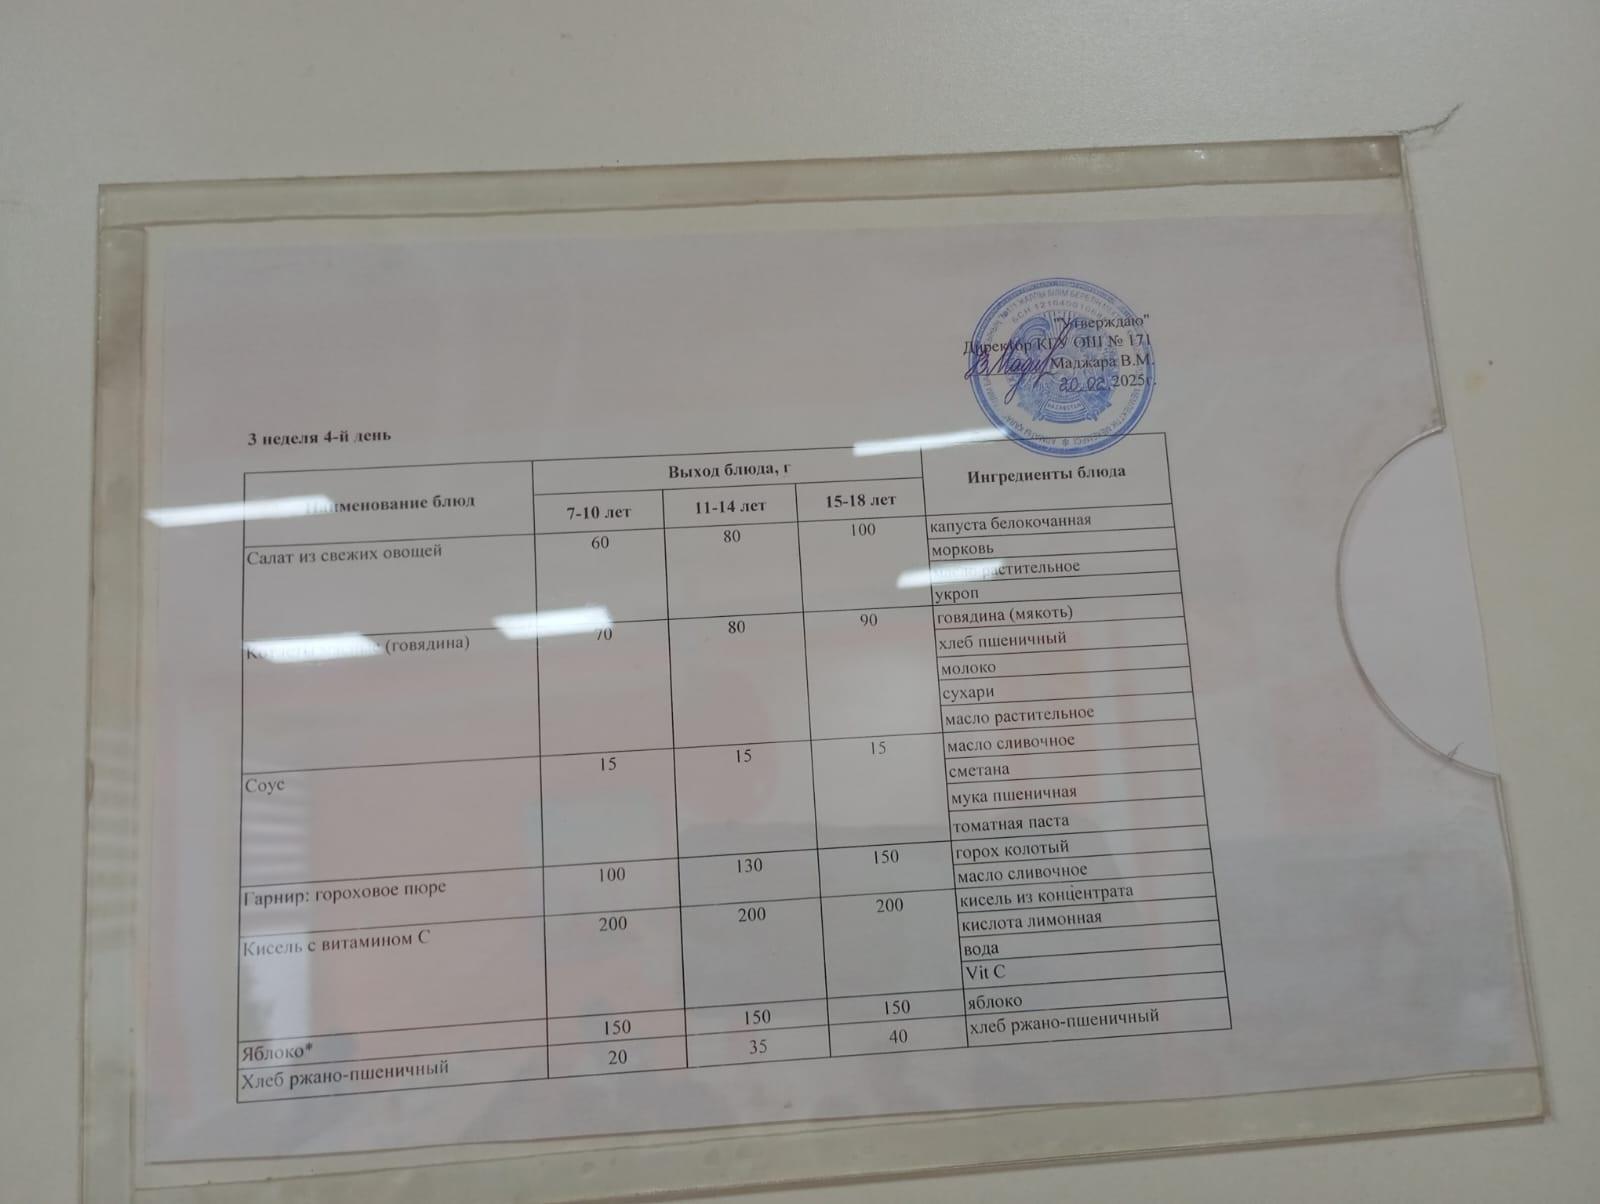 "Утверждаю"
Директор КГУ ОШ № 171
Маджара В.М.
20.02.2025г.
3 неделя 4-й день
Наименование блюд
Выход блюда, г
Ингредиенты блюда
7-10 лет
11-14 лет
15-18 лет
Салат из свежих овощей
60
80
100
капуста белокочанная
морковь
масло растительное
укроп
(говядина)
70
80
90
говядина (мякоть)
хлеб пшеничный
молоко
сухари
масло растительное
Соус
15
15
15
масло сливочное
сметана
мука пшеничная
томатная паста
Гарнир: гороховое пюре
100
130
150
горох колотый
масло сливочное
Кисель с витамином С
200
200
200
кисель из концентрата
кислота лимонная
вода
Vit C
Яблоко*
150
150
150
яблоко
Хлеб ржано-пшеничный
20
35
40
хлеб ржано-пшеничный